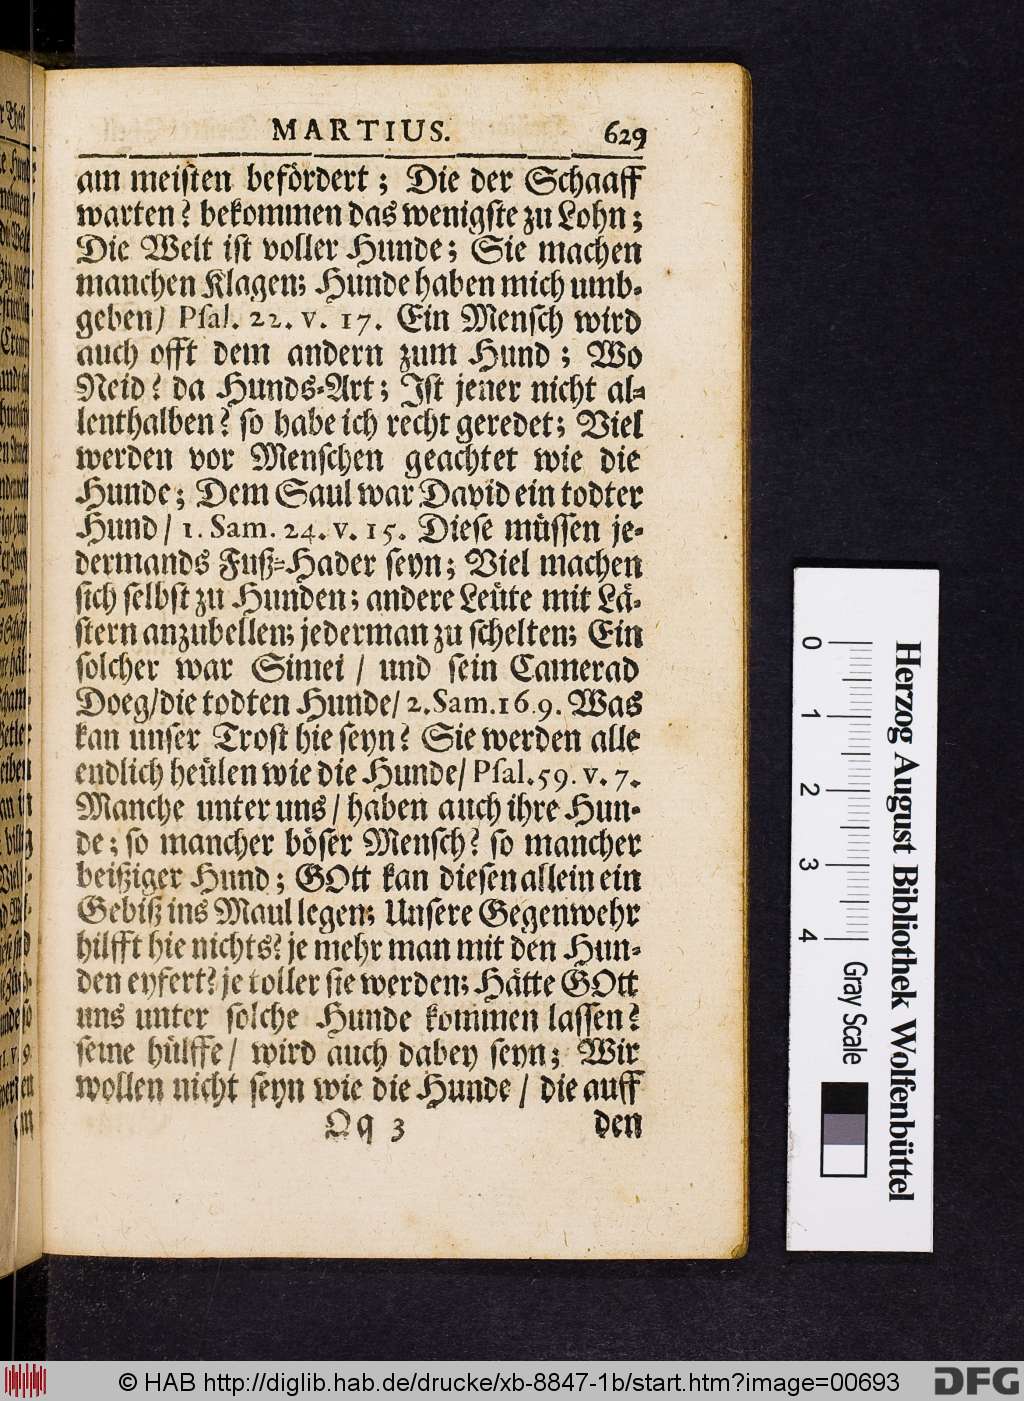 MARTIUS. 629
am meisten befördert; Die der Schaaff
warten? bekommen das wenigste zu Lohn;
Die Welt ist voller Hunde; Sie machen
manchen Klagen; Hunde haben mich umb-
geben/ Psal. 22. v. 17. Ein Mensch wird
auch offt dem andern zum Hund; Wo
Neid? da Hunds-Art; Ist jener nicht al-
lenthalben? so habe ich recht geredet; Viel
werden vor Menschen geachtet wie die
Hunde; Dem Saul war David ein todter
Hund/ 1. Sam. 24. v. 15. Diese müssen je-
dermands Fuß-Hader seyn; Viel machen
sich selbst zu Hunden; andere Leüte mit Lä-
stern anzubellen; jederman zu schelten; Ein
solcher war Simei / und sein Camerad
Doeg/die todten Hunde/ 2. Sam. 16.9. Was
kan unser Trost hie seyn? Sie werden alle
endlich heülen wie die Hunde/ Psal. 59. v. 7.
Manche unter uns / haben auch ihre Hun-
de; so mancher böser Mensch? so mancher
beißiger Hund; GOtt kan diesen allein ein
Gebiß ins Maul legen; Unsere Gegenwehr
hilfft hie nichts? je mehr man mit den Hun-
den eyfert? je toller sie werden; Hätte GOtt
uns unter solche Hunde kommen lassen?
seine hülffe/ wird auch dabey seyn; Wir
wollen nicht seyn wie die Hunde / die auff
Qq 3 den
0 1 2 3 4 Gray Scale
Herzog August Bibliothek Wolfenbüttel
© HAB http://diglib.hab.de/drucke/xb-8847-1b/start.htm?image=00693 DFG